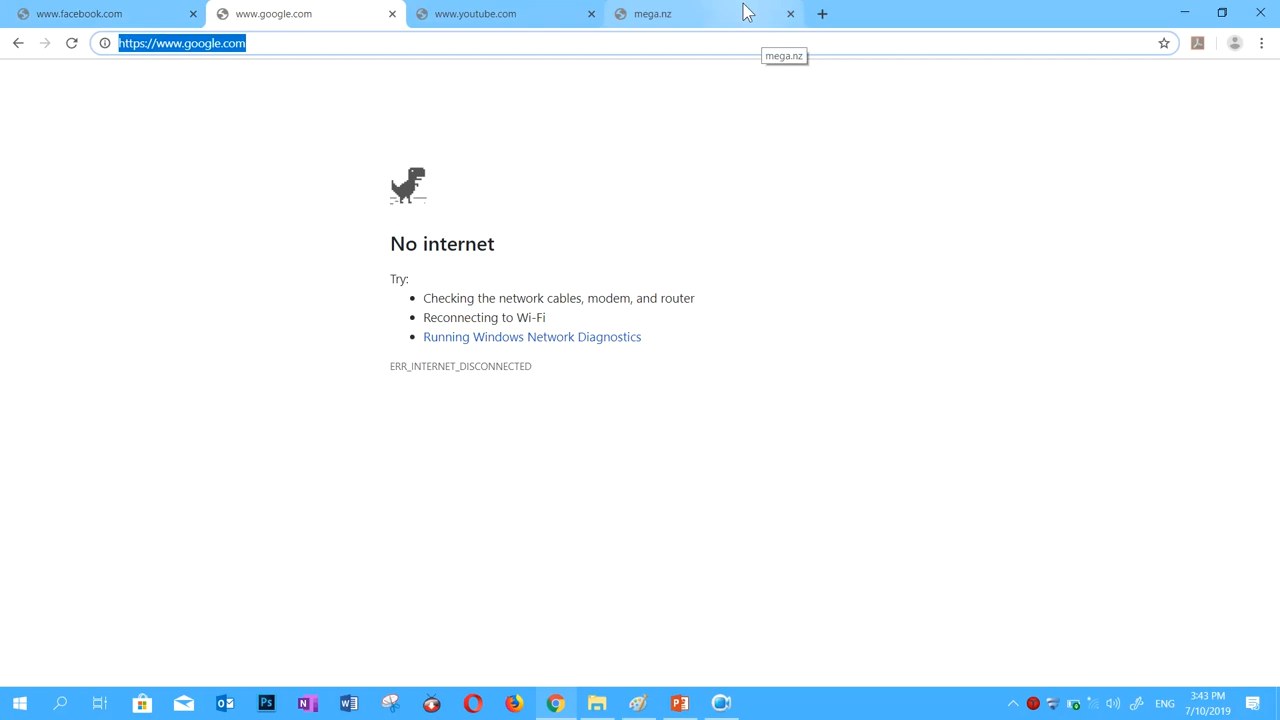 www.facebook.com
www.google.com
www.youtube.com
mega.nz
https://www.google.com
mega.nz
No internet
Try:
Checking the network cables, modem, and router
Reconnecting to Wi-Fi
Running Windows Network Diagnostics
ERR_INTERNET_DISCONNECTED
Ps
ENG
3:43 PM
7/10/2019